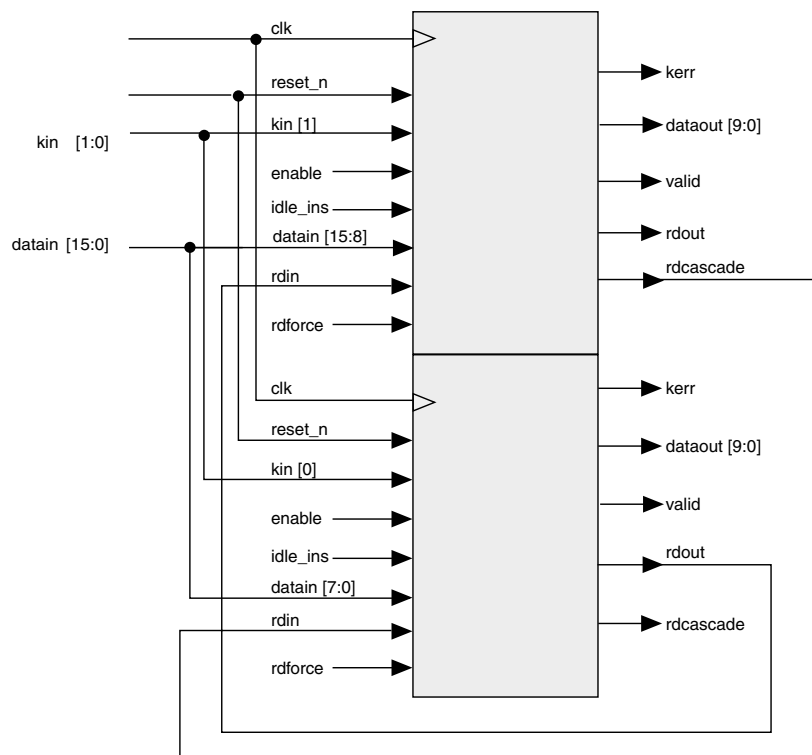 clk
reset_n
kin [1:0]
kin [1]
enable
idle_ins
datain [15:0]
datain [15:8]
rdin
rdforce
kerr
dataout [9:0]
valid
rdout
rdcascade
clk
reset_n
kin [0]
enable
idle_ins
datain [7:0]
rdin
rdforce
kerr
dataout [9:0]
valid
rdout
rdcascade